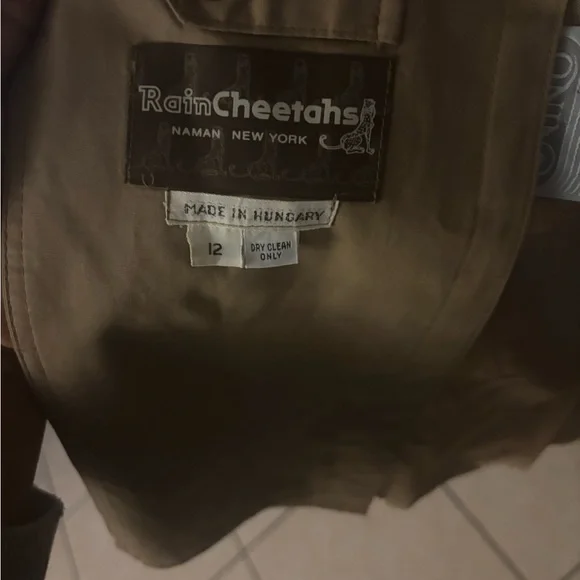 RainCheetahs
NAMAN NEW YORK
MADE IN HUNGARY
12
DRY CLEAN
ONLY